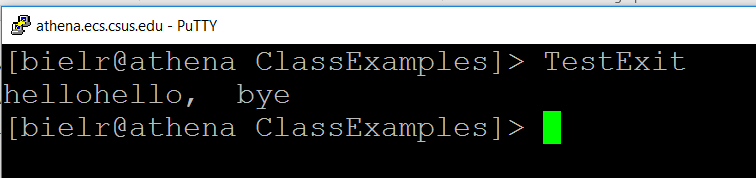 athena.ecs.csus.edu - PuTTY
[bielr@athena ClassExamples]> TestExit
hellohello,  bye
[bielr@athena ClassExamples]>